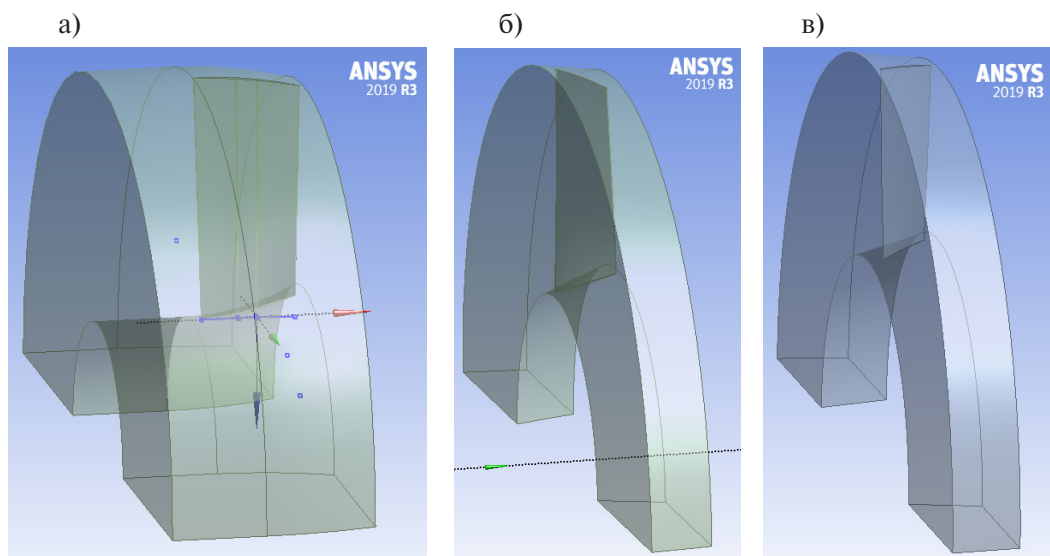 а)
б)
в)
ANSYS
2019 R3
ANSYS
2019 R3
ANSYS
2019 R3